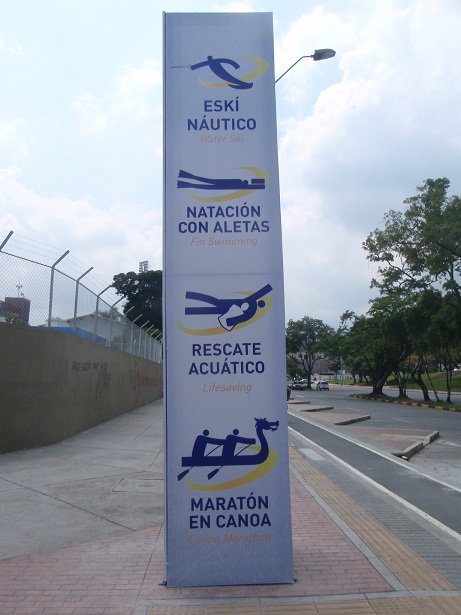 ESKÍ
NÁUTICO
Water Ski
NATACIÓN
CON ALETAS
Fin Swimming
RESCATE
ACUÁTICO
Lifesaving
MARATÓN
EN CANOA
Canoe Marathon